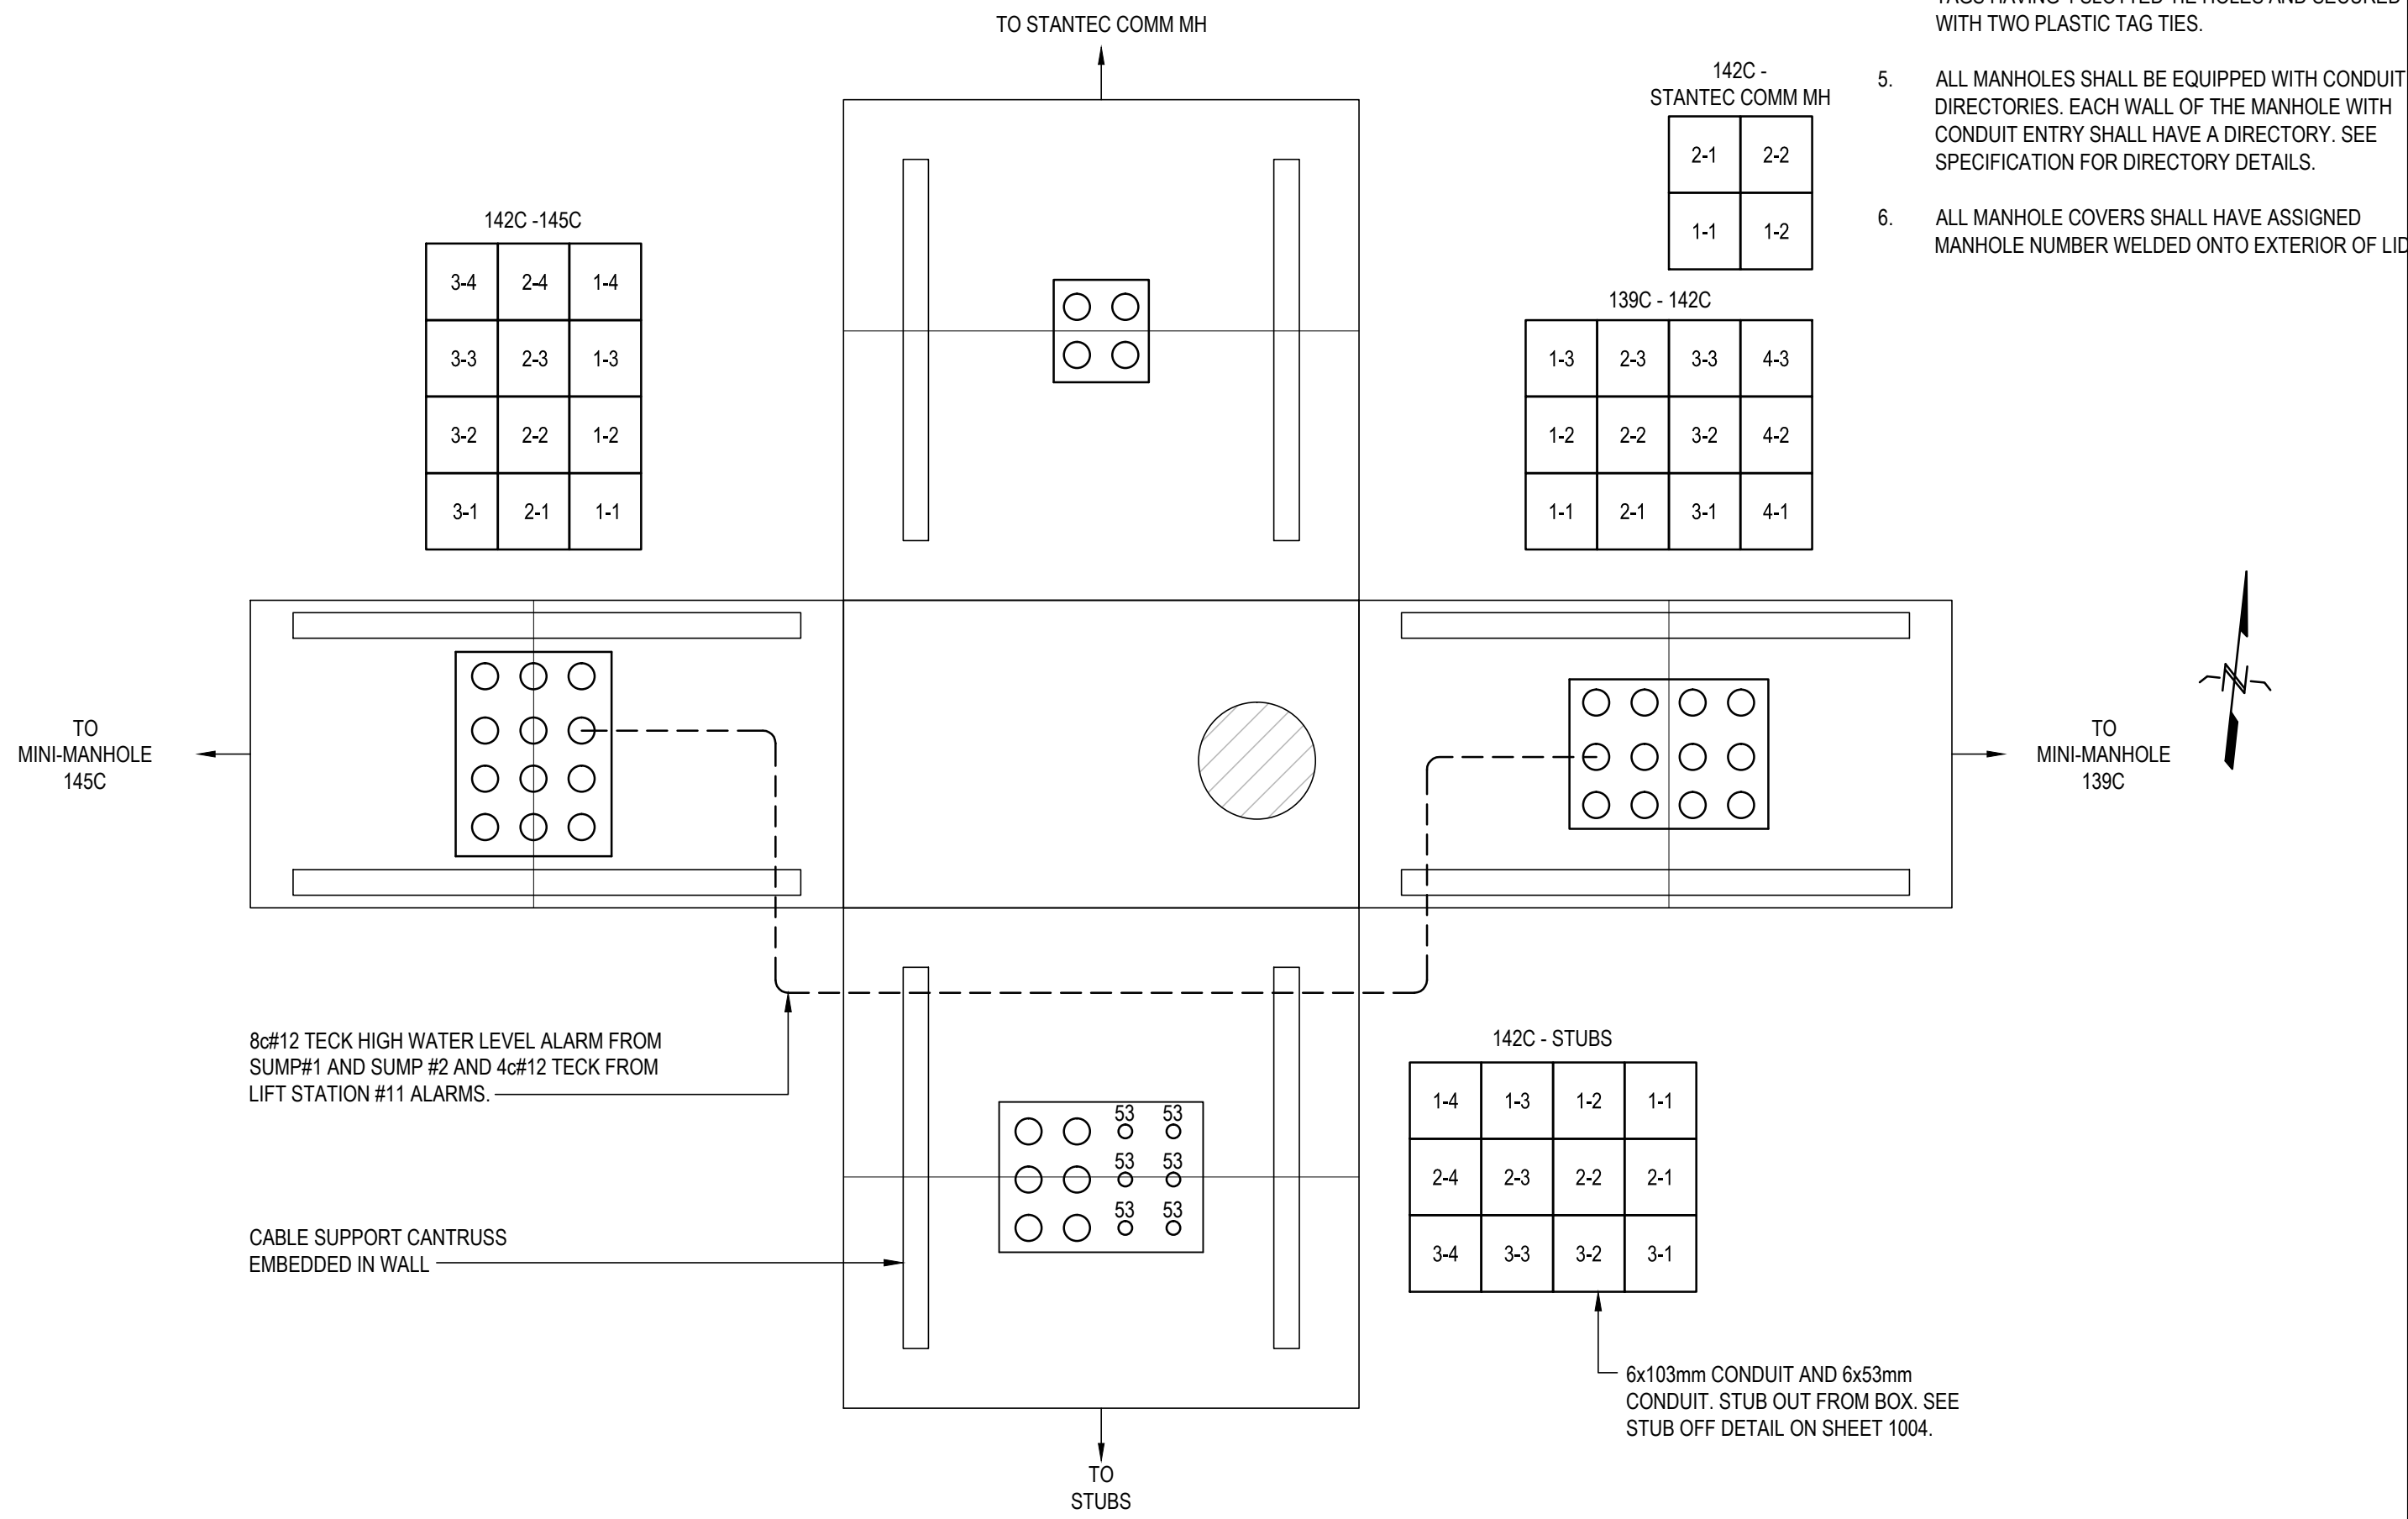 TO STANTEC COMM MH
WITH TWO PLASTIC TAG TIES.
5. ALL MANHOLES SHALL BE EQUIPPED WITH CONDUIT
DIRECTORIES. EACH WALL OF THE MANHOLE WITH
CONDUIT ENTRY SHALL HAVE A DIRECTORY. SEE
SPECIFICATION FOR DIRECTORY DETAILS.
6. ALL MANHOLE COVERS SHALL HAVE ASSIGNED
MANHOLE NUMBER WELDED ONTO EXTERIOR OF LID
142C -
STANTEC COMM MH
2-1 2-2
1-1 1-2
142C -145C
3-4 2-4 1-4
3-3 2-3 1-3
3-2 2-2 1-2
3-1 2-1 1-1
139C - 142C
1-3 2-3 3-3 4-3
1-2 2-2 3-2 4-2
1-1 2-1 3-1 4-1
TO
MINI-MANHOLE
145C
TO
MINI-MANHOLE
139C
N
8c#12 TECK HIGH WATER LEVEL ALARM FROM
SUMP#1 AND SUMP #2 AND 4c#12 TECK FROM
LIFT STATION #11 ALARMS.
142C - STUBS
1-4 1-3 1-2 1-1
2-4 2-3 2-2 2-1
3-4 3-3 3-2 3-1
53 53
53 53
53 53
CABLE SUPPORT CANTRUSS
EMBEDDED IN WALL
6x103mm CONDUIT AND 6x53mm
CONDUIT. STUB OUT FROM BOX. SEE
STUB OFF DETAIL ON SHEET 1004.
TO
STUBS